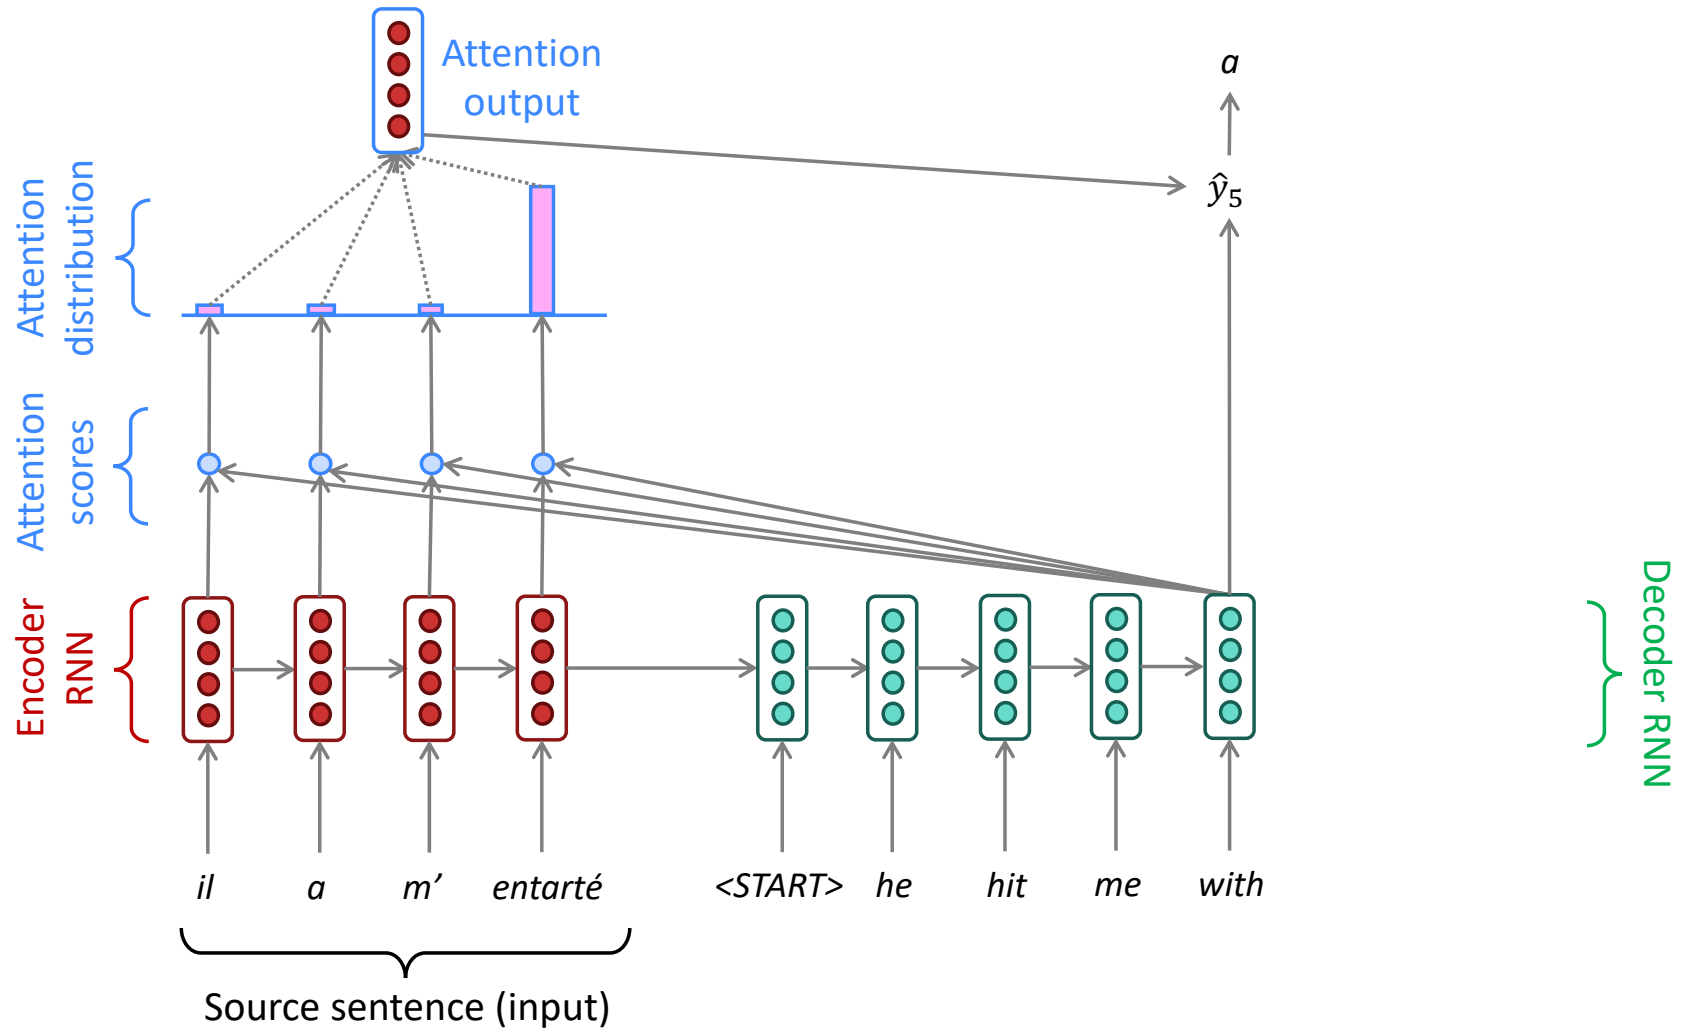 Attention
output
a
ŷ₅
Attention
distribution
Attention
scores
Encoder
RNN
Decoder RNN
il a m’ entarté <START> he hit me with
Source sentence (input)